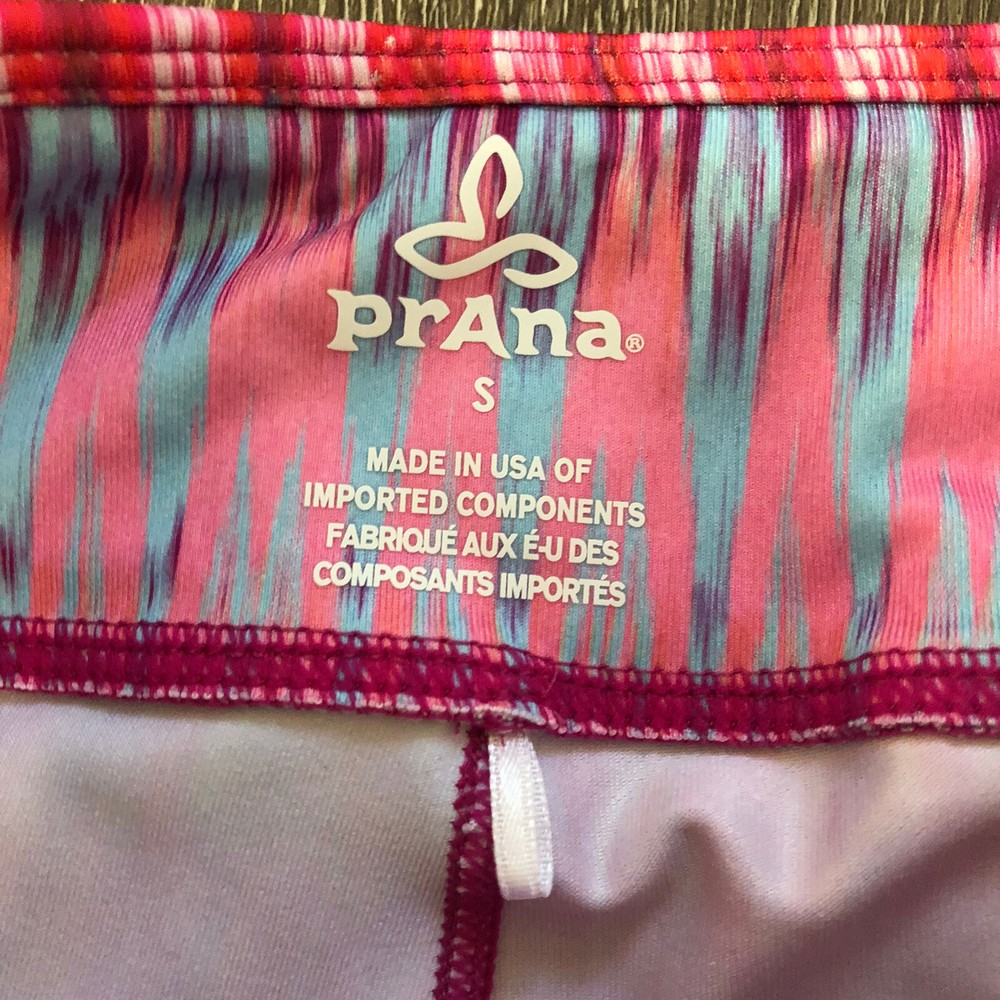 prAna®
S
MADE IN USA OF
IMPORTED COMPONENTS
FABRIQUÉ AUX É-U DES
COMPOSANTS IMPORTÉS